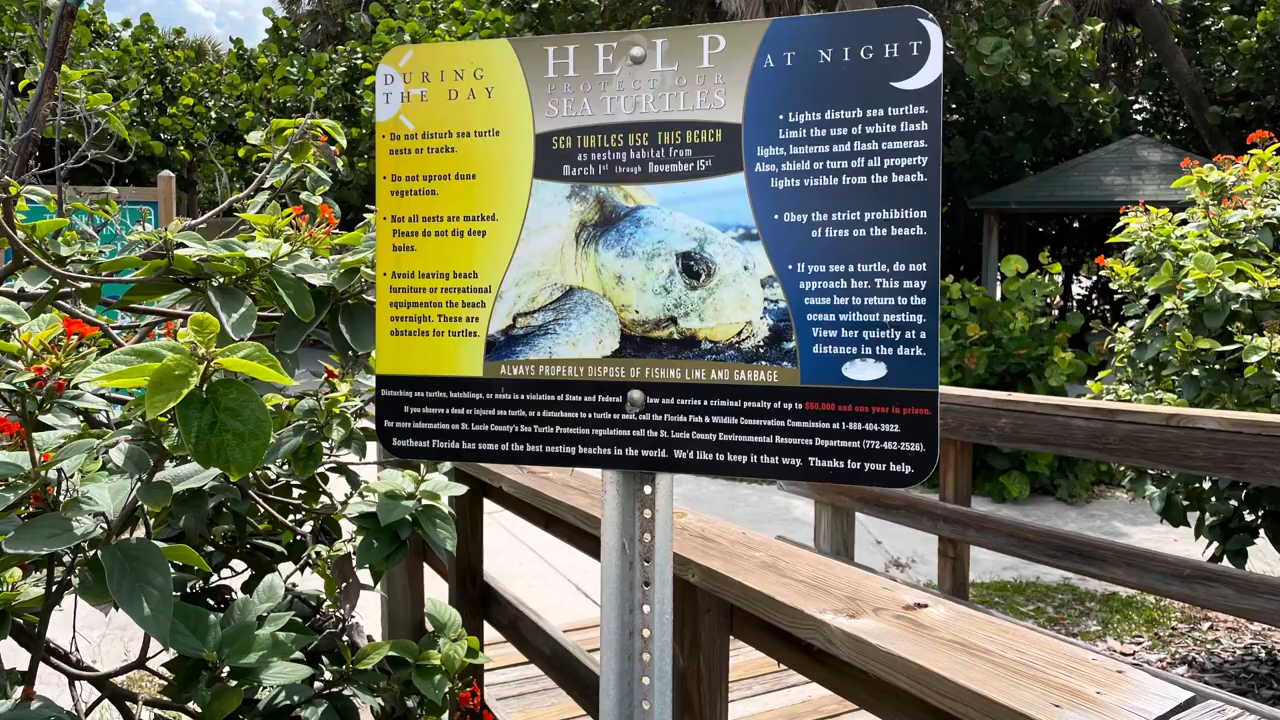 DURING
THE DAY
• Do not disturb sea turtle
nests or tracks.
• Do not uproot dune
vegetation.
• Not all nests are marked.
Please do not dig deep
holes.
• Avoid leaving beach
furniture or recreational
equipmenton the beach
overnight. These are
obstacles for turtles.
HELP
PROTECT OUR
SEA TURTLES
SEA TURTLES USE THIS BEACH
as nesting habitat from
March 1st through November 15st
AT NIGHT
• Lights disturb sea turtles.
Limit the use of white flash
lights, lanterns and flash cameras.
Also, shield or turn off all property
lights visible from the beach.
• Obey the strict prohibition
of fires on the beach.
• If you see a turtle, do not
approach her. This may
cause her to return to the
ocean without nesting.
View her quietly at a
distance in the dark.
ALWAYS PROPERLY DISPOSE OF FISHING LINE AND GARBAGE
Disturbing sea turtles, hatchlings, or nests is a violation of State and Federal law and carries a criminal penalty of up to $50,000 and one year in prison.
If you observe a dead or injured sea turtle, or a disturbance to a turtle or nest, call the Florida Fish & Wildlife Conservation Commission at 1-888-404-3922.
For more information on St. Lucie County's Sea Turtle Protection regulations call the St. Lucie County Environmental Resources Department (772-462-2526).
Southeast Florida has some of the best nesting beaches in the world. We'd like to keep it that way. Thanks for your help.